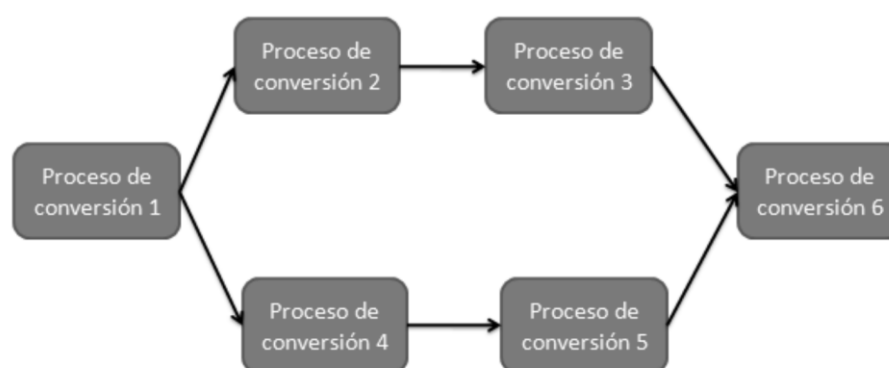 Proceso de
conversión 1
Proceso de
conversión 2
Proceso de
conversión 3
Proceso de
conversión 4
Proceso de
conversión 5
Proceso de
conversión 6